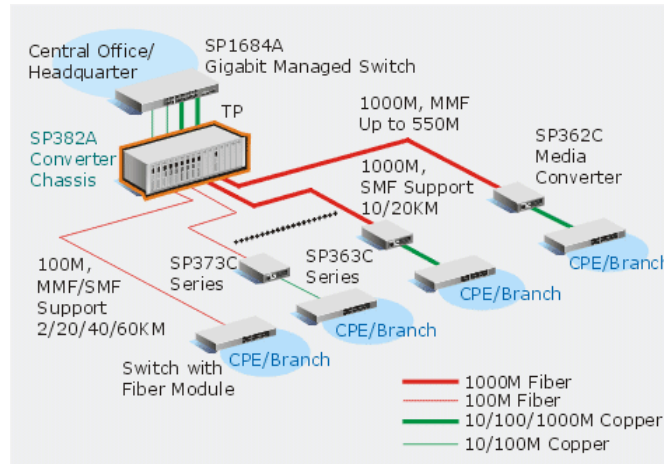 Central Office/
Headquarter
SP1684A
Gigabit Managed Switch
TP
SP382A
Converter
Chassis
1000M, MMF
Up to 550M
SP362C
Media
Converter
1000M,
SMF Support
10/20KM
CPE/Branch
100M,
MMF/SMF
Support
2/20/40/60KM
SP373C
Series
SP363C
Series
CPE/Branch
CPE/Branch
CPE/Branch
Switch with
Fiber Module
1000M Fiber
100M Fiber
10/100/1000M Copper
10/100M Copper